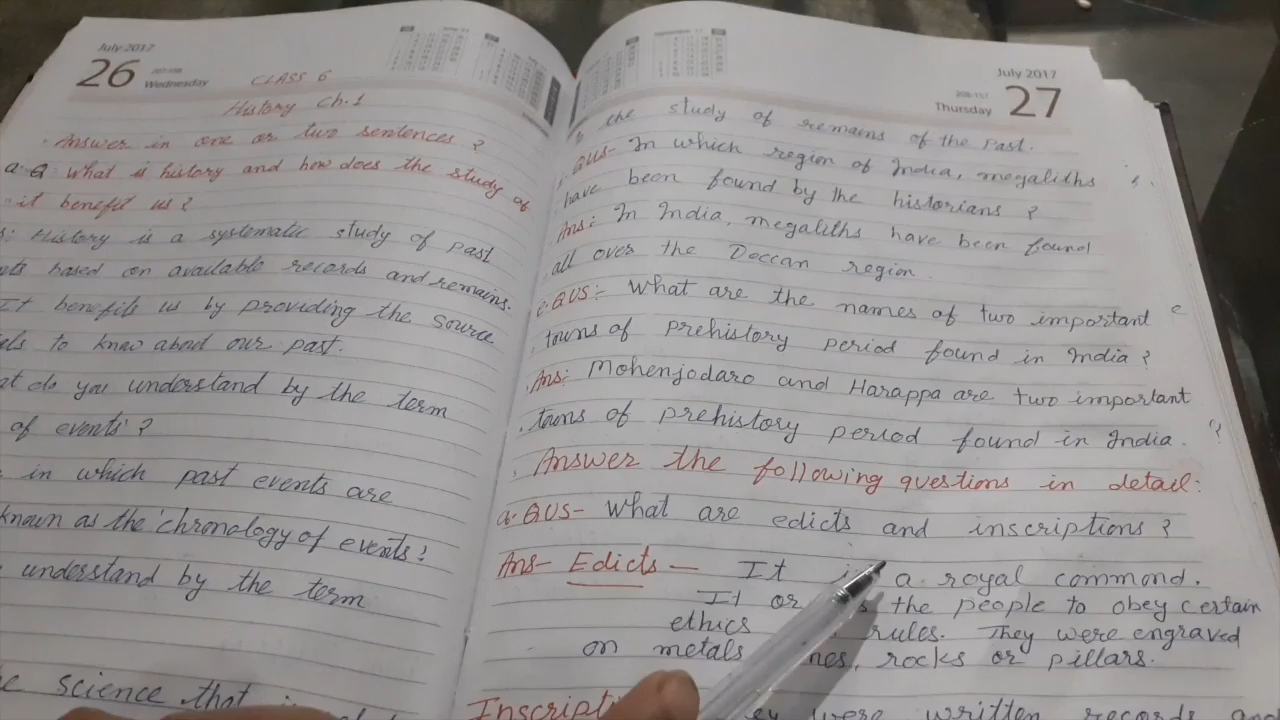 July 2017
26
Wednesday
CLASS 6
History Ch.1
Answer in one or two sentences?
a. Q. What is history and how does the study of
it benefit us?
History is a systematic study of past
based on available records and remains.
It benefits us by providing the source
to know about our past.
do you understand by the term
of events'?
in which past events are
known as the 'chronology of events!
understand by the term
science that
July 2017
Thursday 27
the study of remains of the past.
QUS- In which region of India, megaliths
have been found by the historians?
Ans: In India, megaliths have been found
all over the Deccan region.
e. QUS:- What are the names of two important
towns of prehistory period found in India?
Ans: Mohenjodaro and Harappa are two important
towns of prehistory period found in India.
Answer the following questions in detail:
a. QUS- What are edicts and inscriptions?
Ans- Edicts - It a royal commond.
It the people to obey certain
ethics rules. They were engraved
on metals rocks or pillars.
were written records